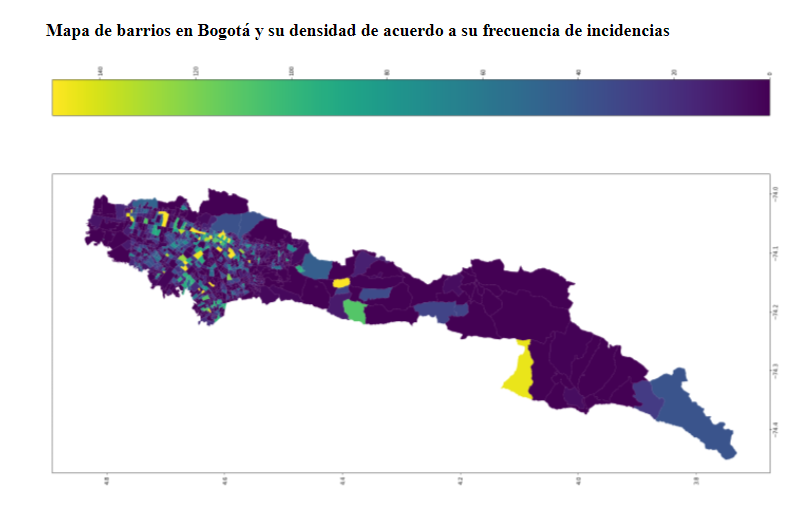 Mapa de barrios en Bogotá y su densidad de acuerdo a su frecuencia de incidencias
140 120 100 80 60 40 20 0
-74.0
-74.1
-74.2
-74.3
-74.4
4.8 4.6 4.4 4.2 4.0 3.8